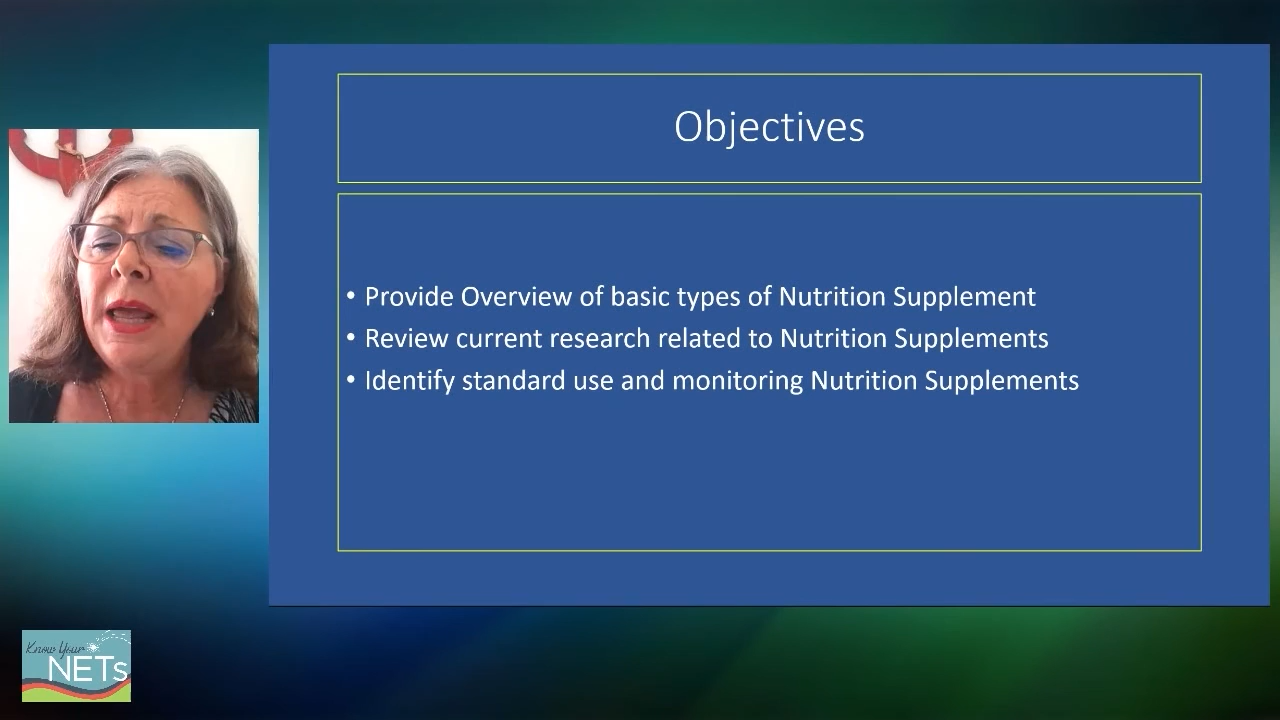 Objectives
• Provide Overview of basic types of Nutrition Supplement
• Review current research related to Nutrition Supplements
• Identify standard use and monitoring Nutrition Supplements
Know Your
NETs